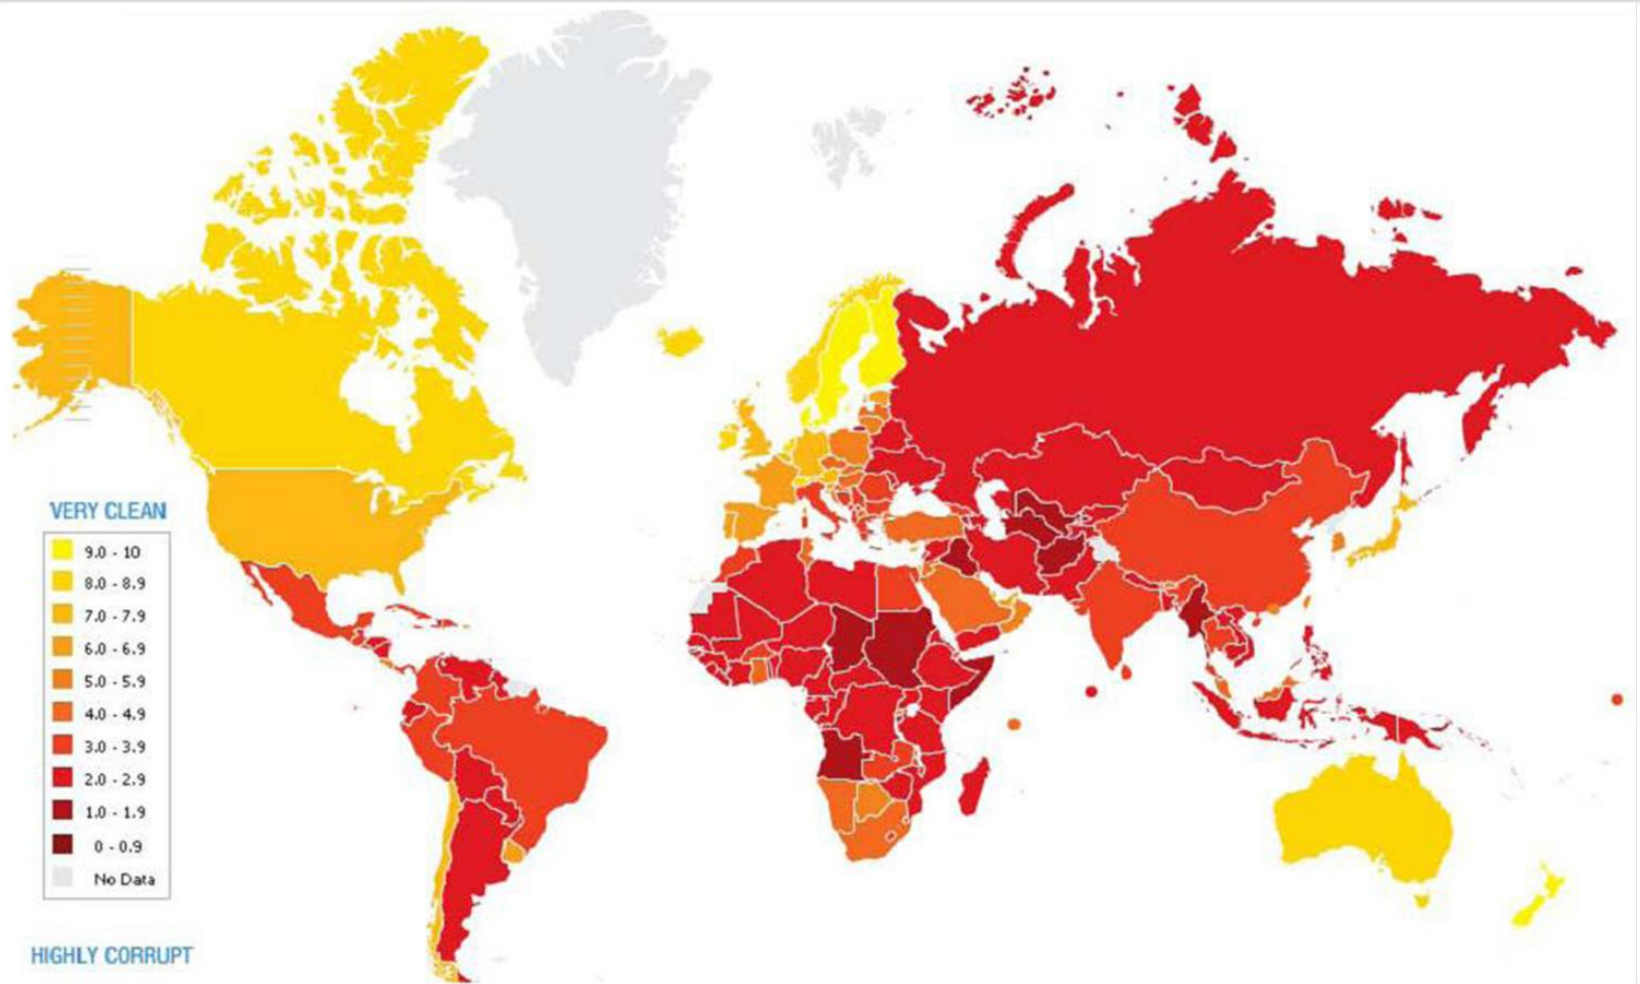 VERY CLEAN
9.0 - 10
8.0 - 8.9
7.0 - 7.9
6.0 - 6.9
5.0 - 5.9
4.0 - 4.9
3.0 - 3.9
2.0 - 2.9
1.0 - 1.9
0 - 0.9
No Data
HIGHLY CORRUPT